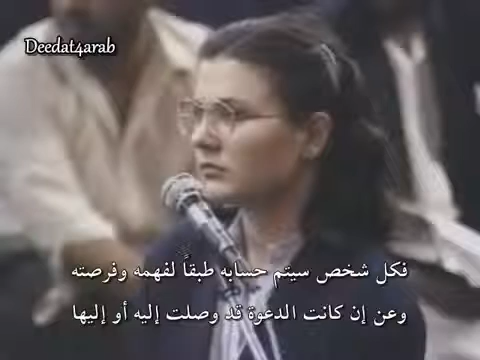 Deedat4arab
فكل شخص سيتم حسابه طبقاً لفهمه وفرصته
وعن إن كانت الدعوة قد وصلت إليه أو إليها